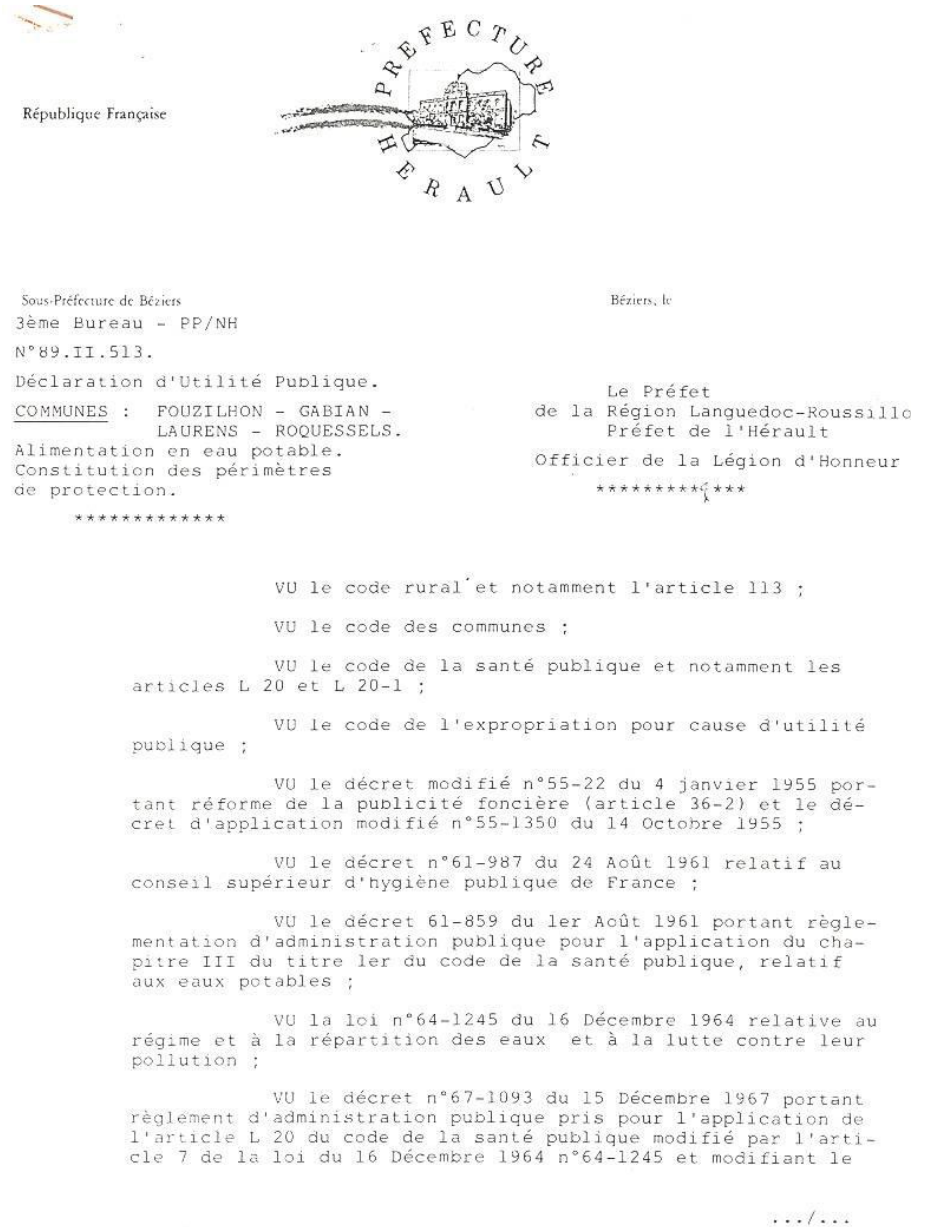 PREFECTURE
HERAULT
République Française
Sous-Préfecture de Béziers
3ème Bureau - PP/NH
N°89.II.513.
Déclaration d'Utilité Publique.
COMMUNES : FOUZILHON - GABIAN -
LAURENS - ROQUESSELS.
Alimentation en eau potable.
Constitution des périmètres
de protection.
*************
Béziers, le
Le Préfet
de la Région Languedoc-Roussillo
Préfet de l'Hérault
Officier de la Légion d'Honneur
*************
VU le code rural et notamment l'article 113 ;
VU le code des communes ;
VU le code de la santé publique et notamment les
articles L 20 et L 20-1 ;
VU le code de l'expropriation pour cause d'utilité
publique ;
VU le décret modifié n°55-22 du 4 janvier 1955 por-
tant réforme de la publicité foncière (article 36-2) et le dé-
cret d'application modifié n°55-1350 du 14 Octobre 1955 ;
VU le décret n°61-987 du 24 Août 1961 relatif au
conseil supérieur d'hygiène publique de France ;
VU le décret 61-859 du 1er Août 1961 portant règle-
mentation d'administration publique pour l'application du cha-
pitre III du titre 1er du code de la santé publique, relatif
aux eaux potables ;
VU la loi n°64-1245 du 16 Décembre 1964 relative au
régime et à la répartition des eaux et à la lutte contre leur
pollution ;
VU le décret n°67-1093 du 15 Décembre 1967 portant
règlement d'administration publique pris pour l'application de
l'article L 20 du code de la santé publique modifié par l'arti-
cle 7 de la loi du 16 Décembre 1964 n°64-1245 et modifiant le
.../...